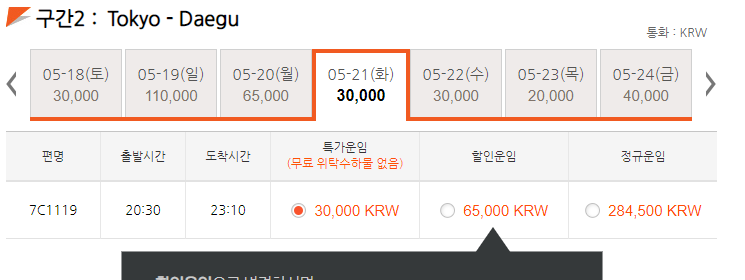 구간2 : Tokyo - Daegu
통화 : KRW
05-18(토) 05-19(일) 05-20(월) 05-21(화) 05-22(수) 05-23(목) 05-24(금)
30,000 110,000 65,000 30,000 30,000 20,000 40,000
편명 출발시간 도착시간 특가운임 할인운임 정규운임
(무료 위탁수하물 없음)
7C1119 20:30 23:10 30,000 KRW 65,000 KRW 284,500 KRW